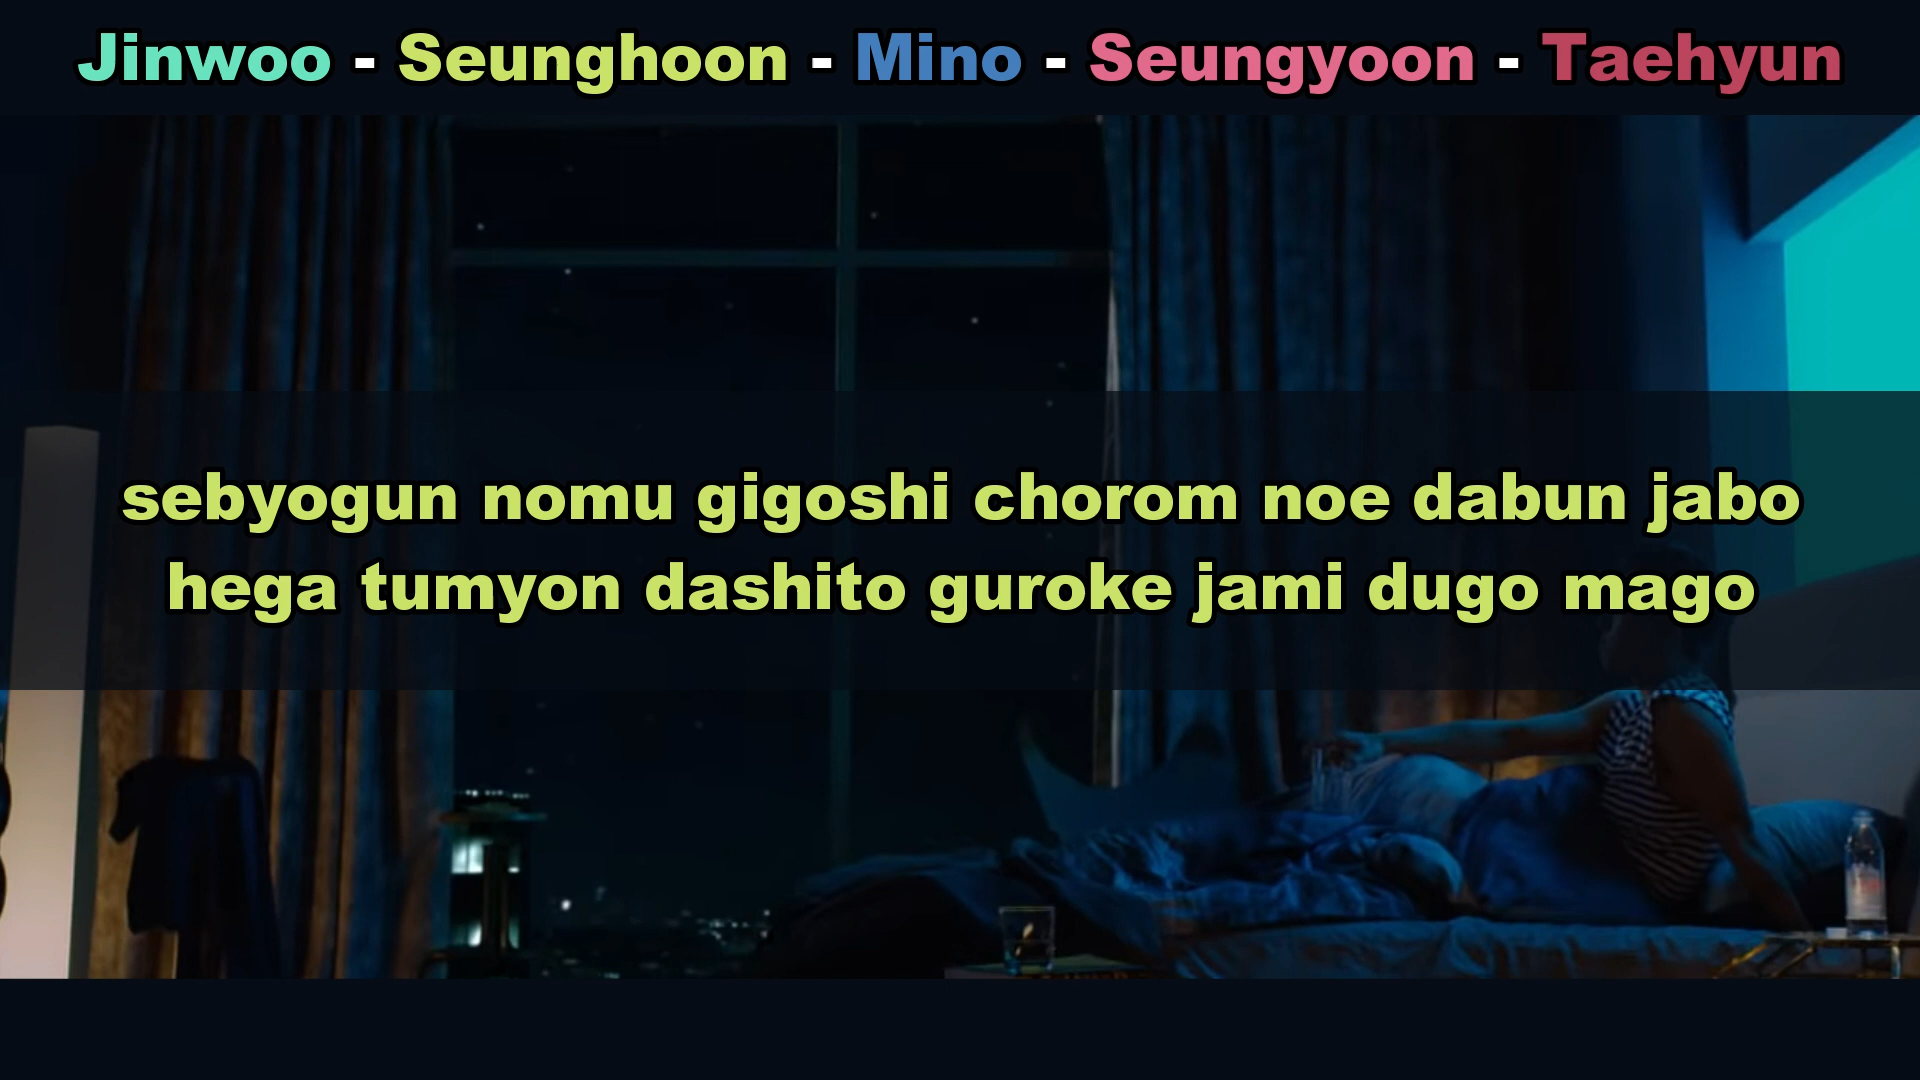 Jinwoo - Seunghoon - Mino - Seungyoon - Taehyun
sebyogun nomu gigoshi chorom noe dabun jabo
hega tumyon dashito guroke jami dugo mago